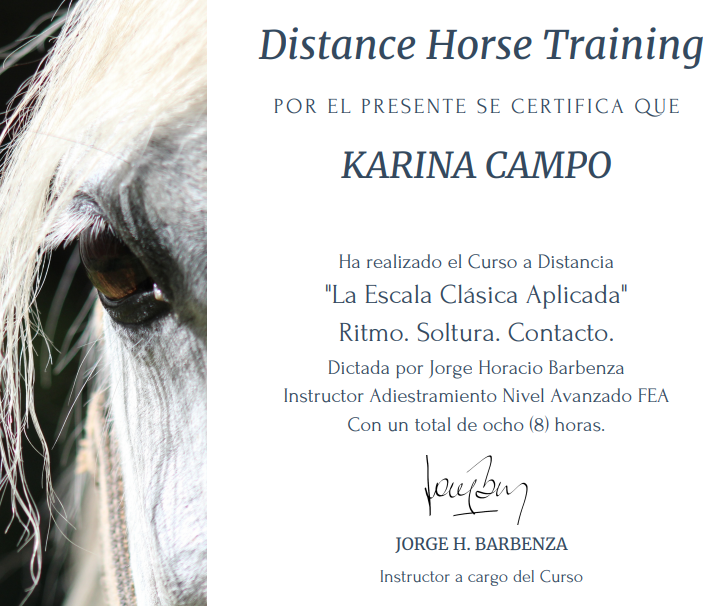 Distance Horse Training
POR EL PRESENTE SE CERTIFICA QUE
KARINA CAMPO
Ha realizado el Curso a Distancia
"La Escala Clásica Aplicada"
Ritmo. Soltura. Contacto.
Dictada por Jorge Horacio Barbenza
Instructor Adiestramiento Nivel Avanzado FEA
Con un total de ocho (8) horas.
JORGE H. BARBENZA
Instructor a cargo del Curso